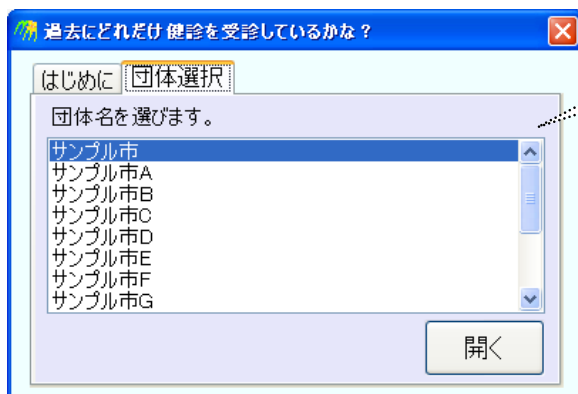 過去にどれだけ健診を受診しているかな?
はじめに 団体選択
団体名を選びます。
サンプル市
サンプル市A
サンプル市B
サンプル市C
サンプル市D
サンプル市E
サンプル市F
サンプル市G
開く